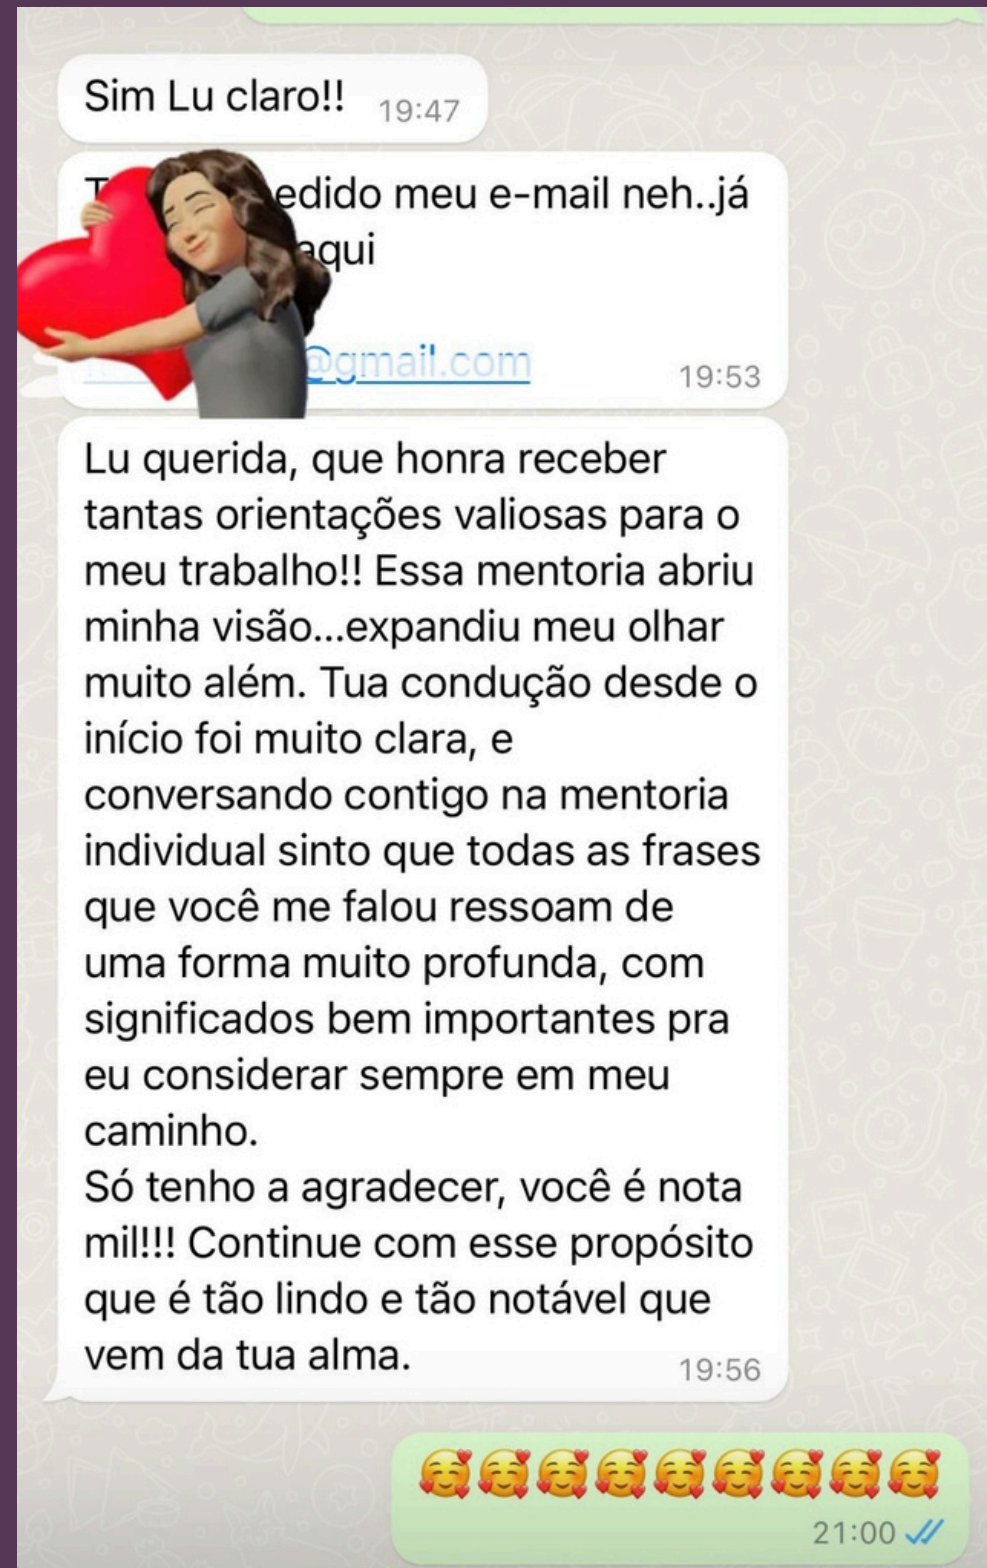 Sim Lu claro!! 19:47
edido meu e-mail neh..já
aqui
@gmail.com 19:53
Lu querida, que honra receber
tantas orientações valiosas para o
meu trabalho!! Essa mentoria abriu
minha visão...expandiu meu olhar
muito além. Tua condução desde o
início foi muito clara, e
conversando contigo na mentoria
individual sinto que todas as frases
que você me falou ressoam de
uma forma muito profunda, com
significados bem importantes pra
eu considerar sempre em meu
caminho.
Só tenho a agradecer, você é nota
mil!!! Continue com esse propósito
que é tão lindo e tão notável que
vem da tua alma. 19:56
🥰🥰🥰🥰🥰🥰🥰🥰🥰
21:00